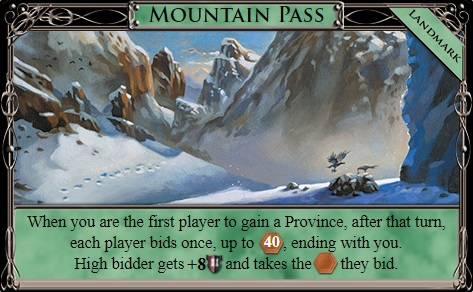 MOUNTAIN PASS
LANDMARK
When you are the first player to gain a Province, after that turn,
each player bids once, up to 40, ending with you.
High bidder gets +8 and takes the they bid.